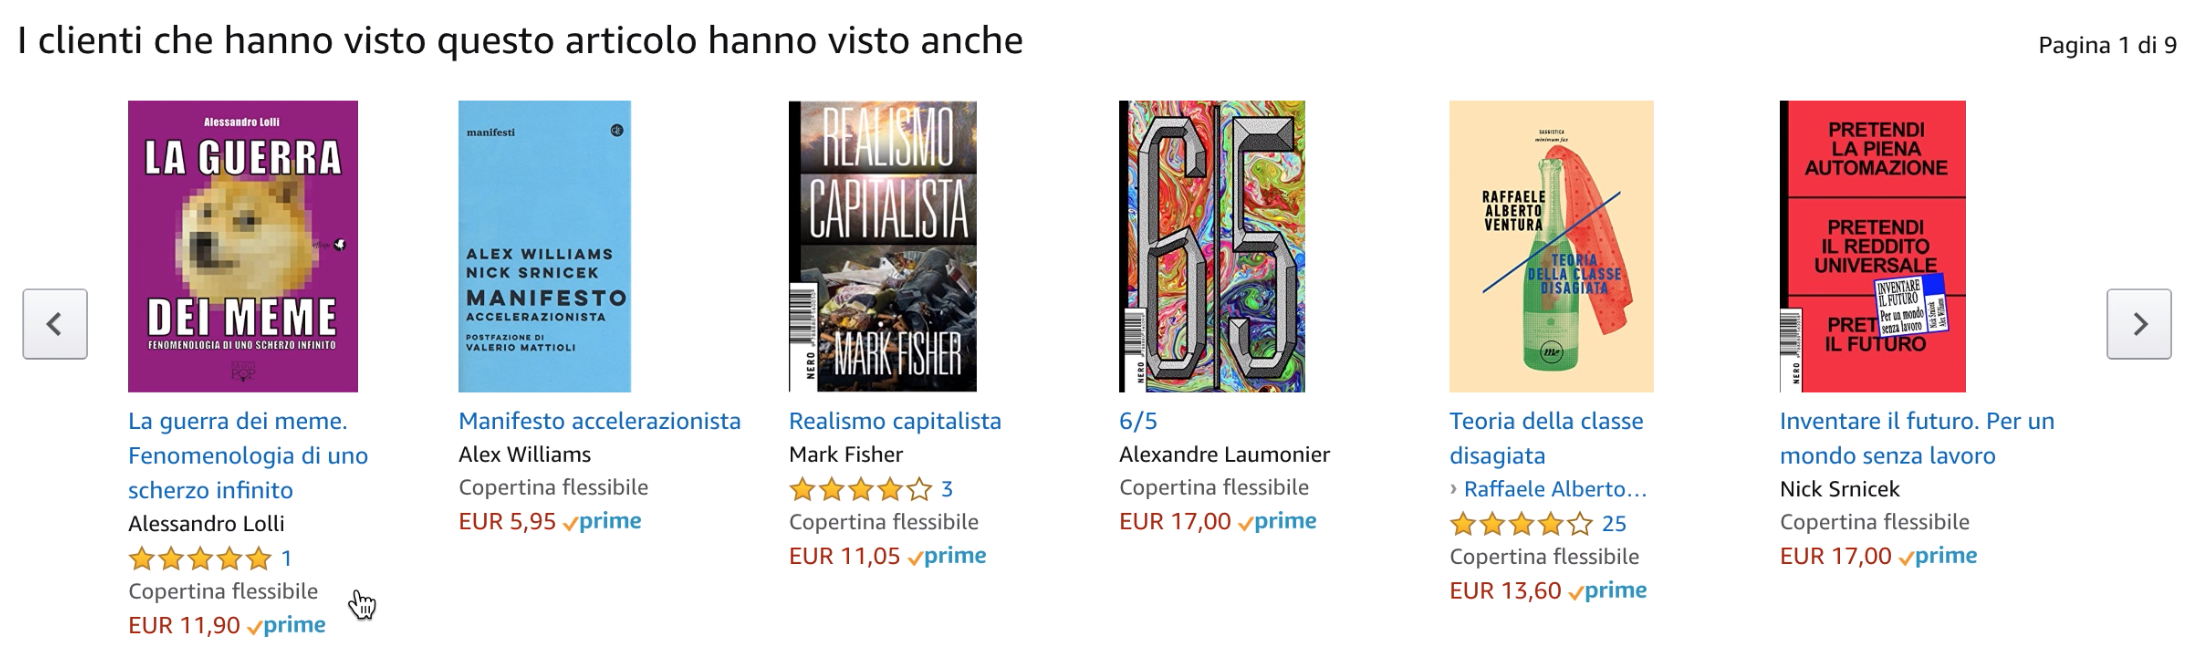 I clienti che hanno visto questo articolo hanno visto anche
Pagina 1 di 9
Alessandro Lolli
LA GUERRA
DEI MEME
FENOMENOLOGIA DI UNO SCHERZO INFINITO
La guerra dei meme.
Fenomenologia di uno
scherzo infinito
Alessandro Lolli
1
Copertina flessibile
EUR 11,90 prime
manifesti
ALEX WILLIAMS
NICK SRNICEK
MANIFESTO
ACCELERAZIONISTA
POSTFAZIONE DI
VALERIO MATTIOLI
Manifesto accelerazionista
Alex Williams
Copertina flessibile
EUR 5,95 prime
REALISMO
CAPITALISTA
MARK FISHER
NERO
Realismo capitalista
Mark Fisher
3
Copertina flessibile
EUR 11,05 prime
65
NERO
6/5
Alexandre Laumonier
Copertina flessibile
EUR 17,00 prime
minimum fax
RAFFAELE
ALBERTO
VENTURA
TEORIA
DELLA CLASSE
DISAGIATA
Teoria della classe
disagiata
› Raffaele Alberto…
25
Copertina flessibile
EUR 13,60 prime
PRETENDI
LA PIENA
AUTOMAZIONE
PRETENDI
IL REDDITO
UNIVERSALE
PRET
IL FUTURO
INVENTARE
IL FUTURO
Per un mondo
senza lavoro
Nick Srnicek
Alex Williams
NERO
Inventare il futuro. Per un
mondo senza lavoro
Nick Srnicek
Copertina flessibile
EUR 17,00 prime